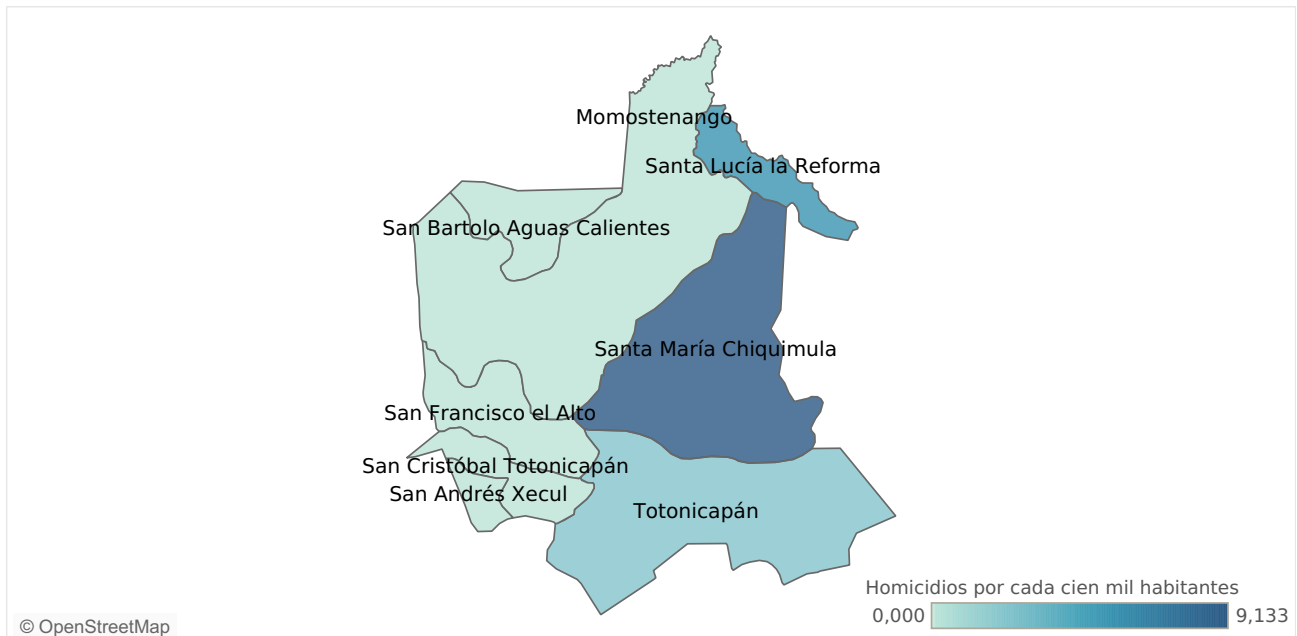 Momostenango
Santa Lucía la Reforma
San Bartolo Aguas Calientes
Santa María Chiquimula
San Francisco el Alto
San Cristóbal Totonicapán
San Andrés Xecul
Totonicapán
Homicidios por cada cien mil habitantes
0,000 9,133
© OpenStreetMap